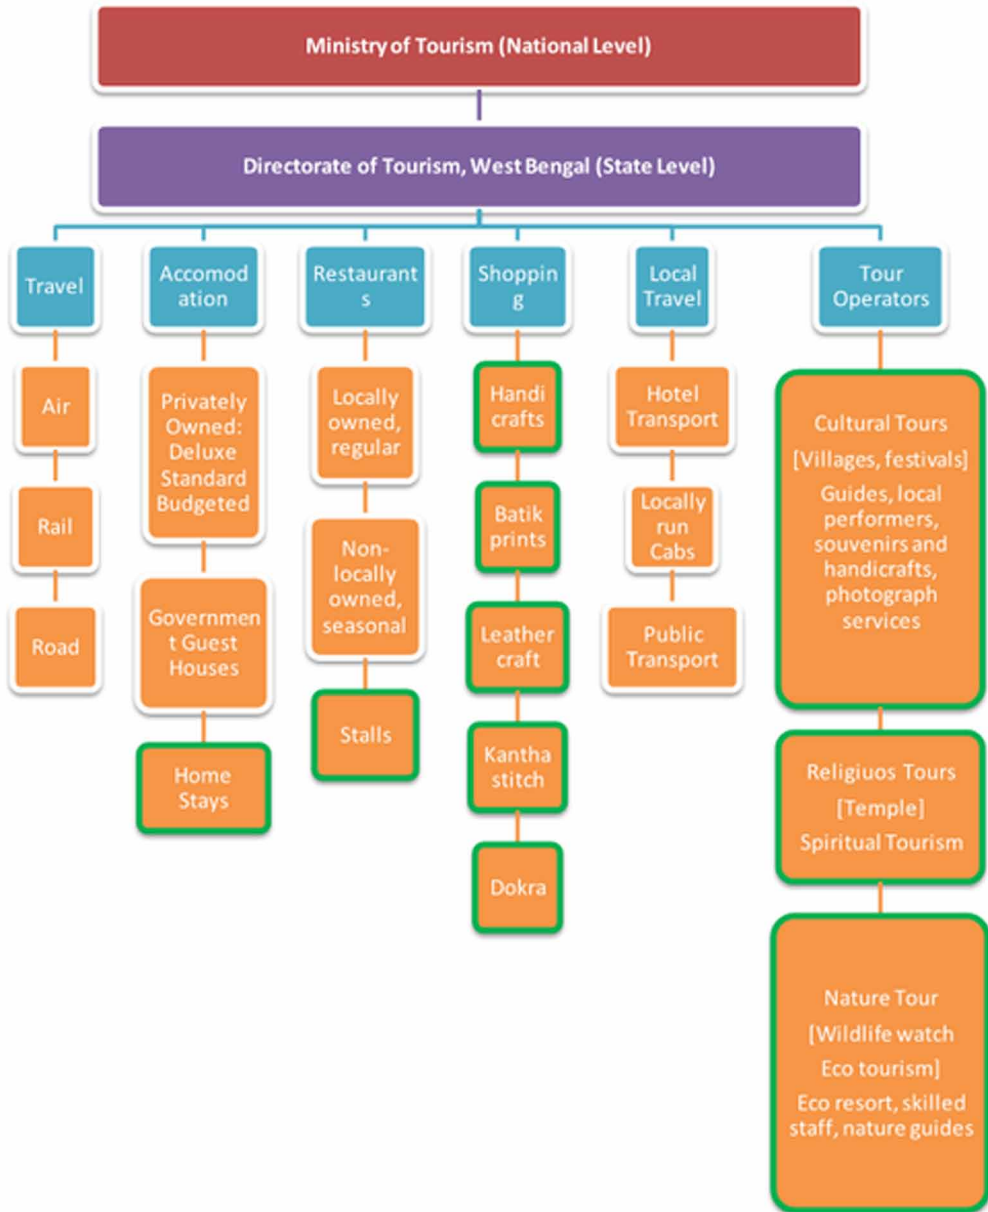 Ministry of Tourism (National Level)
Directorate of Tourism, West Bengal (State Level)
Travel
Air
Rail
Road
Accomod
ation
Privately
Owned:
Deluxe
Standard
Budgeted
Governmen
t Guest
Houses
Home
Stays
Restaurant
s
Locally
owned,
regular
Non-
locally
owned,
seasonal
Stalls
Shoppin
g
Handi
crafts
Batik
prints
Leather
craft
Kantha
stitch
Dokra
Local
Travel
Hotel
Transport
Locally
run
Cabs
Public
Transport
Tour
Operators
Cultural Tours
[Villages, festivals]
Guides, local
performers,
souvenirs and
handicrafts,
photograph
services
Religiuos Tours
[Temple]
Spiritual Tourism
Nature Tour
[Wildlife watch
Eco tourism]
Eco resort, skilled
staff, nature guides